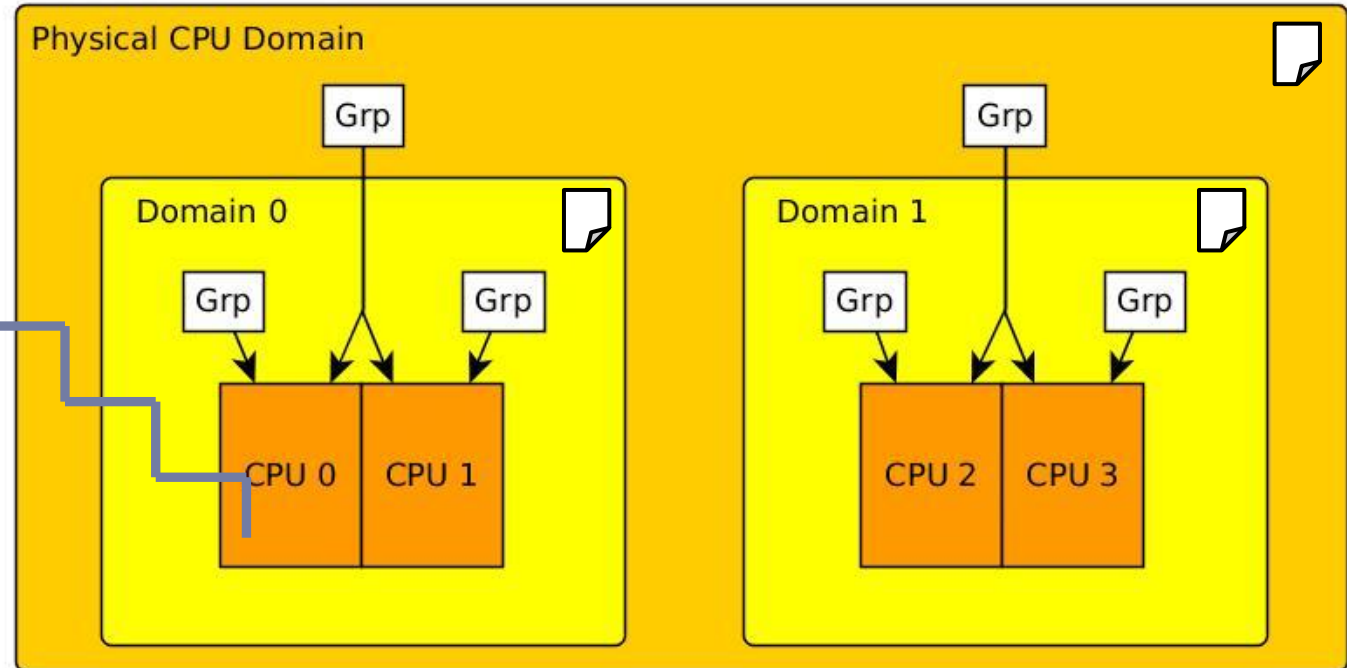 Physical CPU Domain
Grp
Grp
Domain 0
Domain 1
Grp
Grp
Grp
Grp
CPU 0
CPU 1
CPU 2
CPU 3